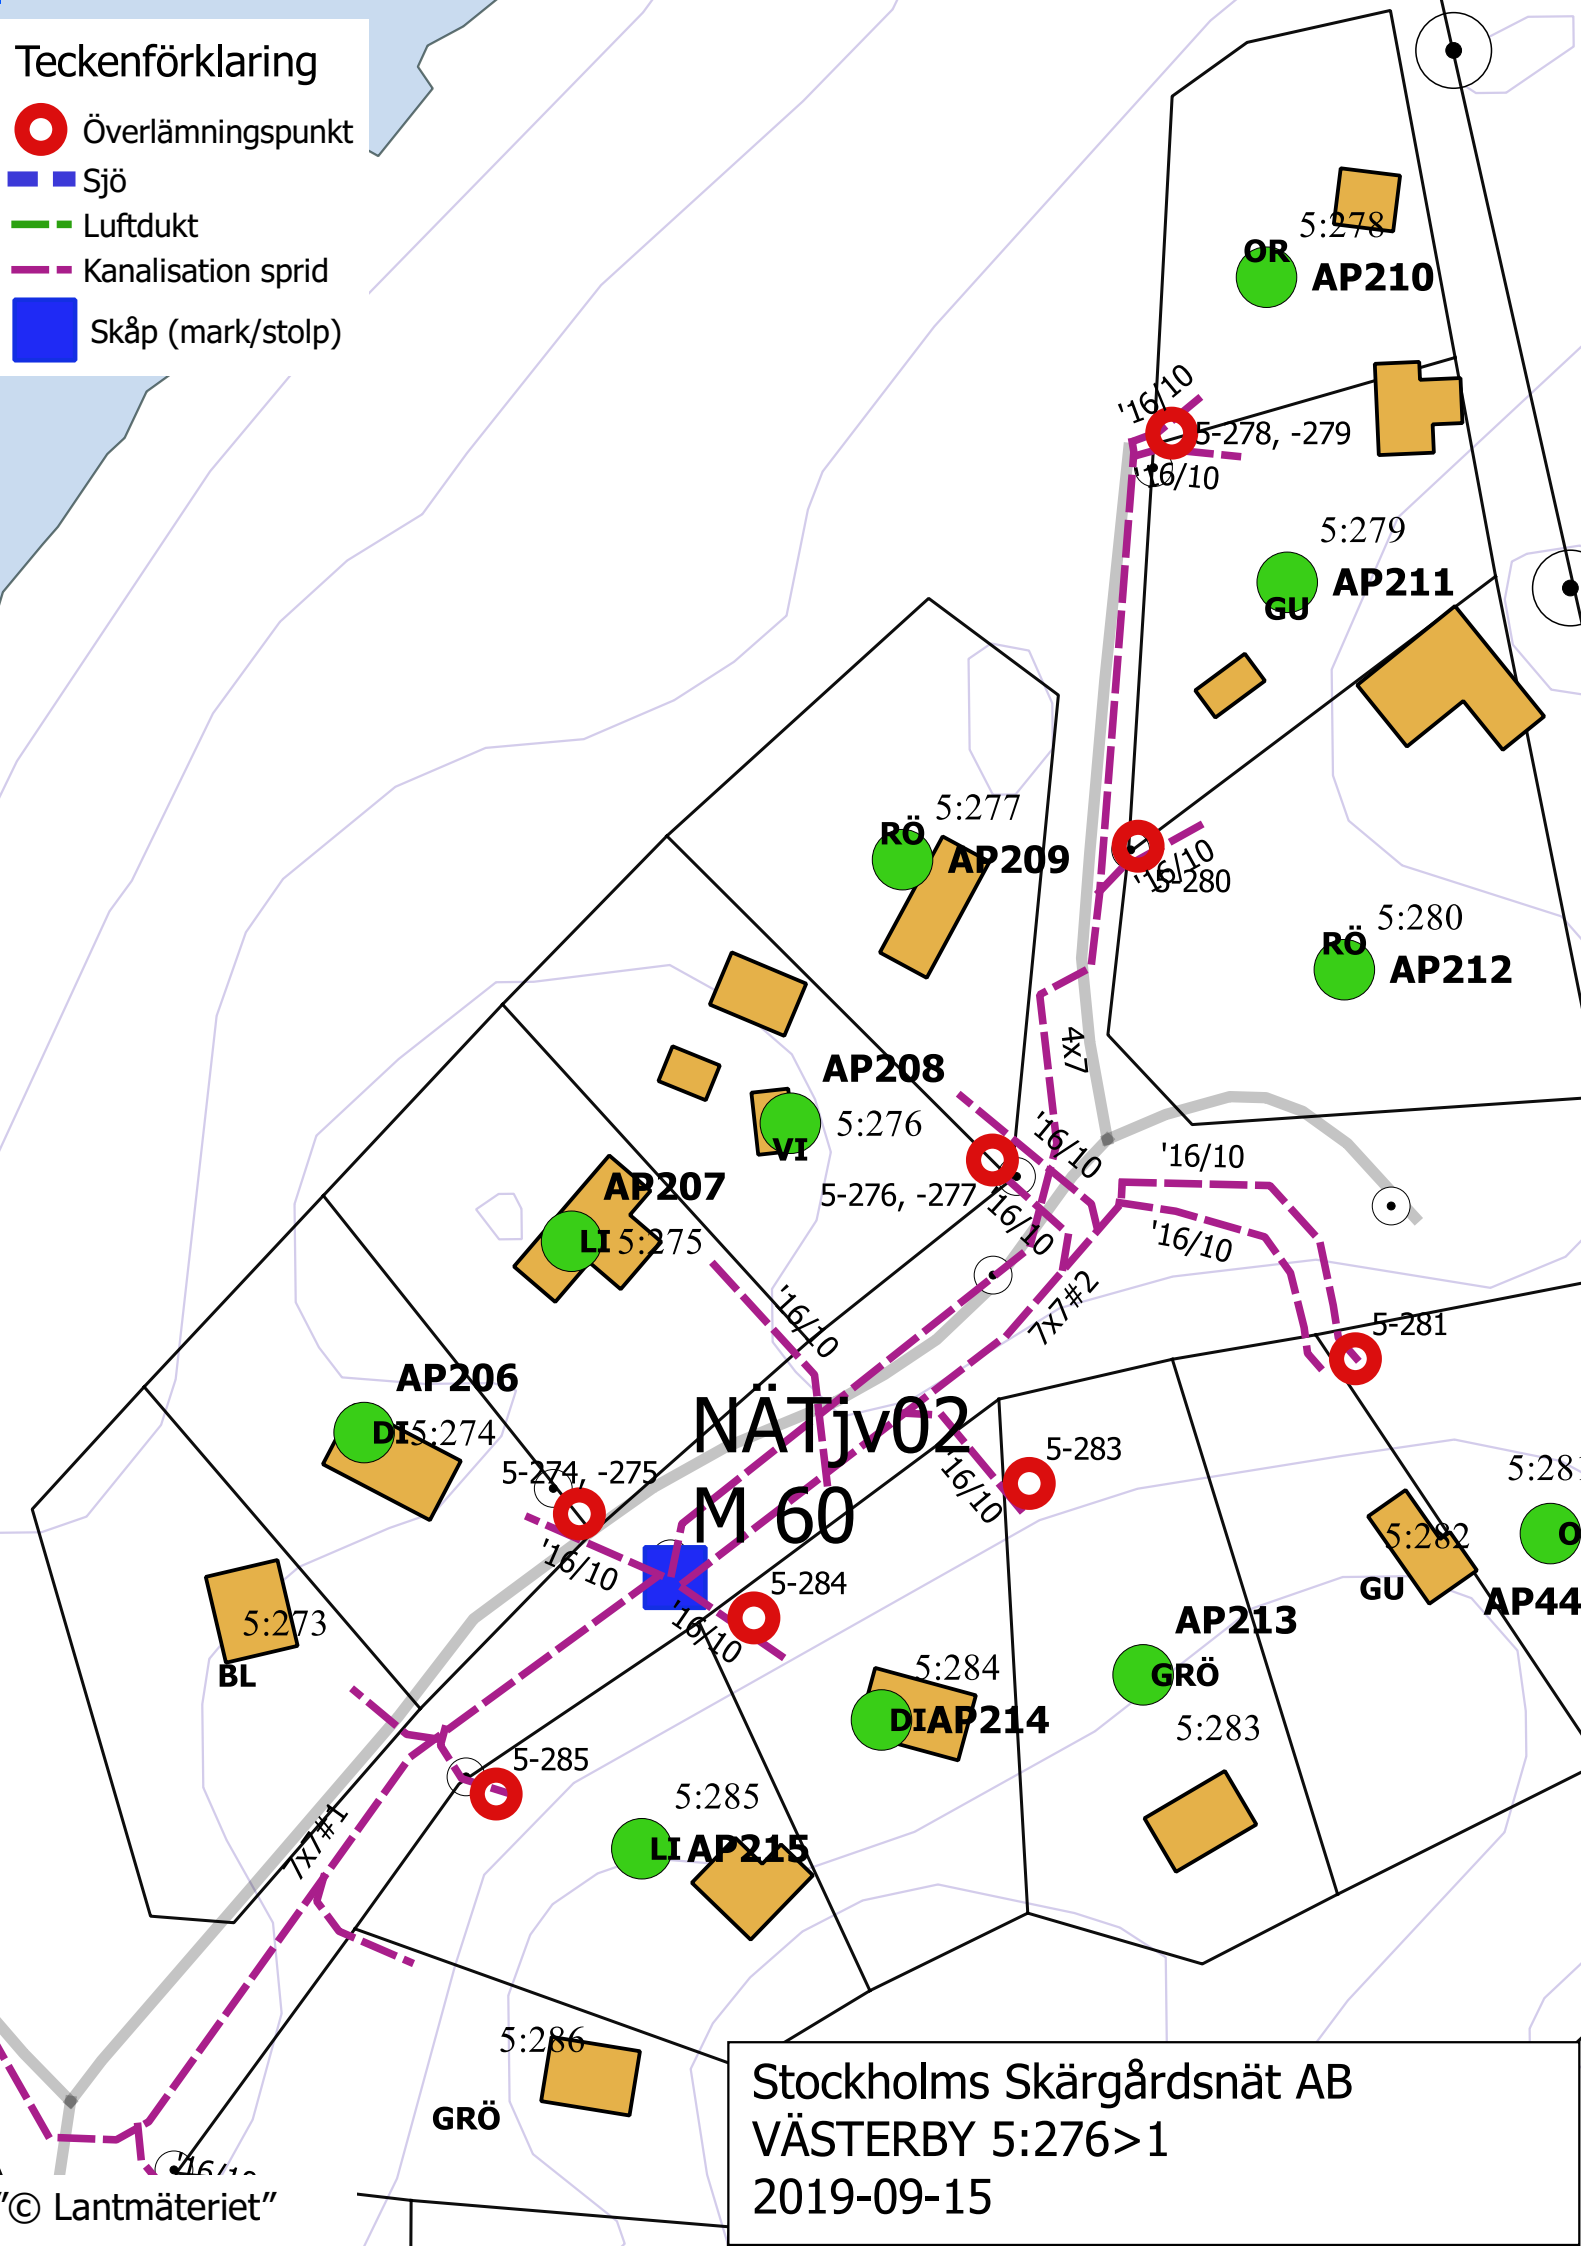 Teckenförklaring
Överlämningspunkt
Sjö
Luftdukt
Kanalisation sprid
Skåp (mark/stolp)
5:278
OR
AP210
'16/10
5-278, -279
'16/10
5:279
AP211
GU
5:277
RÖ
AP209
'16/10
5-280
5:280
RÖ
AP212
4x7
AP208
5:276
VI
'16/10
'16/10
5-276, -277
'16/10
'16/10
AP207
LI 5:275
'16/10
7x7#2
5-281
AP206
DI 5:274
NÄTjv02
M 60
5-274, -275
'16/10
5-283
'16/10
5:282
GU
AP44
5-284
'16/10
5:273
BL
AP213
GRÖ
5:283
5:284
DI AP214
5-285
5:285
LI AP215
7x7#1
5:286
GRÖ
'16/10
"© Lantmäteriet"
Stockholms Skärgårdsnät AB
VÄSTERBY 5:276>1
2019-09-15